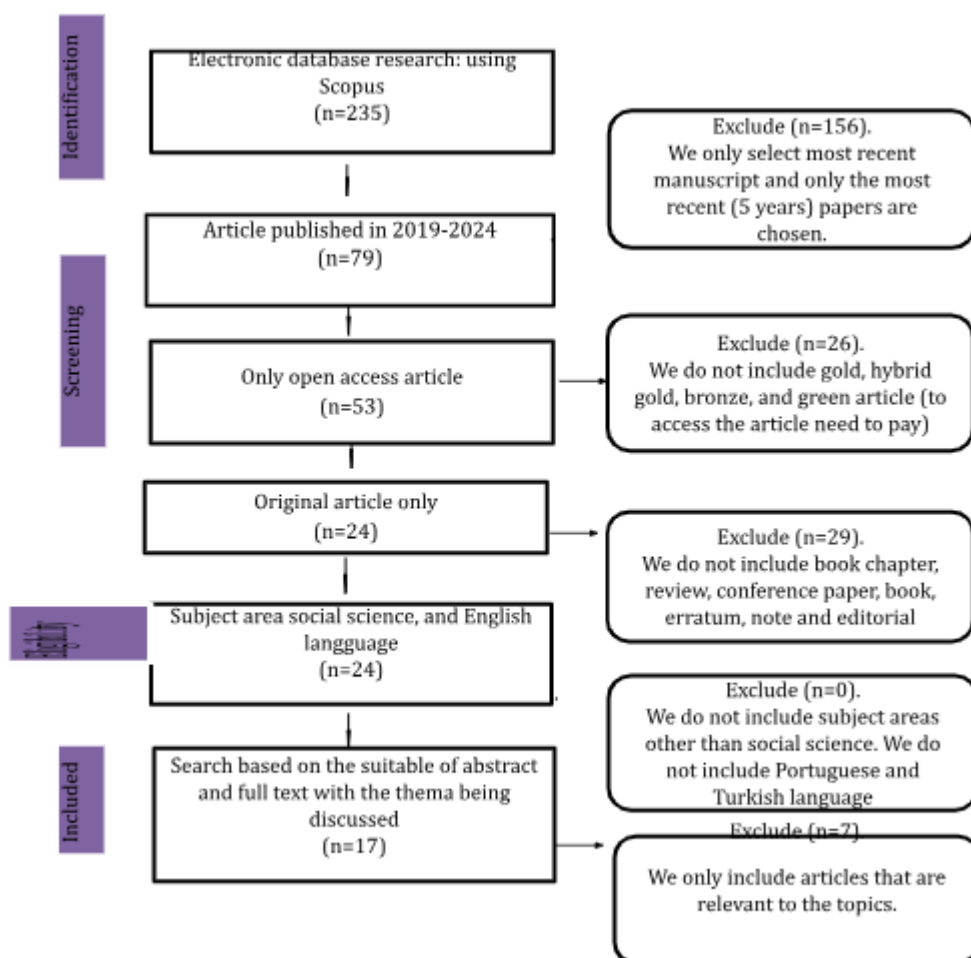 Identification
Electronic database research: using
Scopus
(n=235)
Exclude (n=156).
We only select most recent
manuscript and only the most
recent (5 years) papers are
chosen.
Screening
Article published in 2019-2024
(n=79)
Only open access article
(n=53)
Exclude (n=26).
We do not include gold, hybrid
gold, bronze, and green article (to
access the article need to pay)
Original article only
(n=24)
Exclude (n=29).
We do not include book chapter,
review, conference paper, book,
erratum, note and editorial
Subject area social science, and English
langguage
(n=24)
Exclude (n=0).
We do not include subject areas
other than social science. We do
not include Portuguese and
Turkish language
Included
Search based on the suitable of abstract
and full text with the thema being
discussed
(n=17)
Exclude (n=7).
We only include articles that are
relevant to the topics.